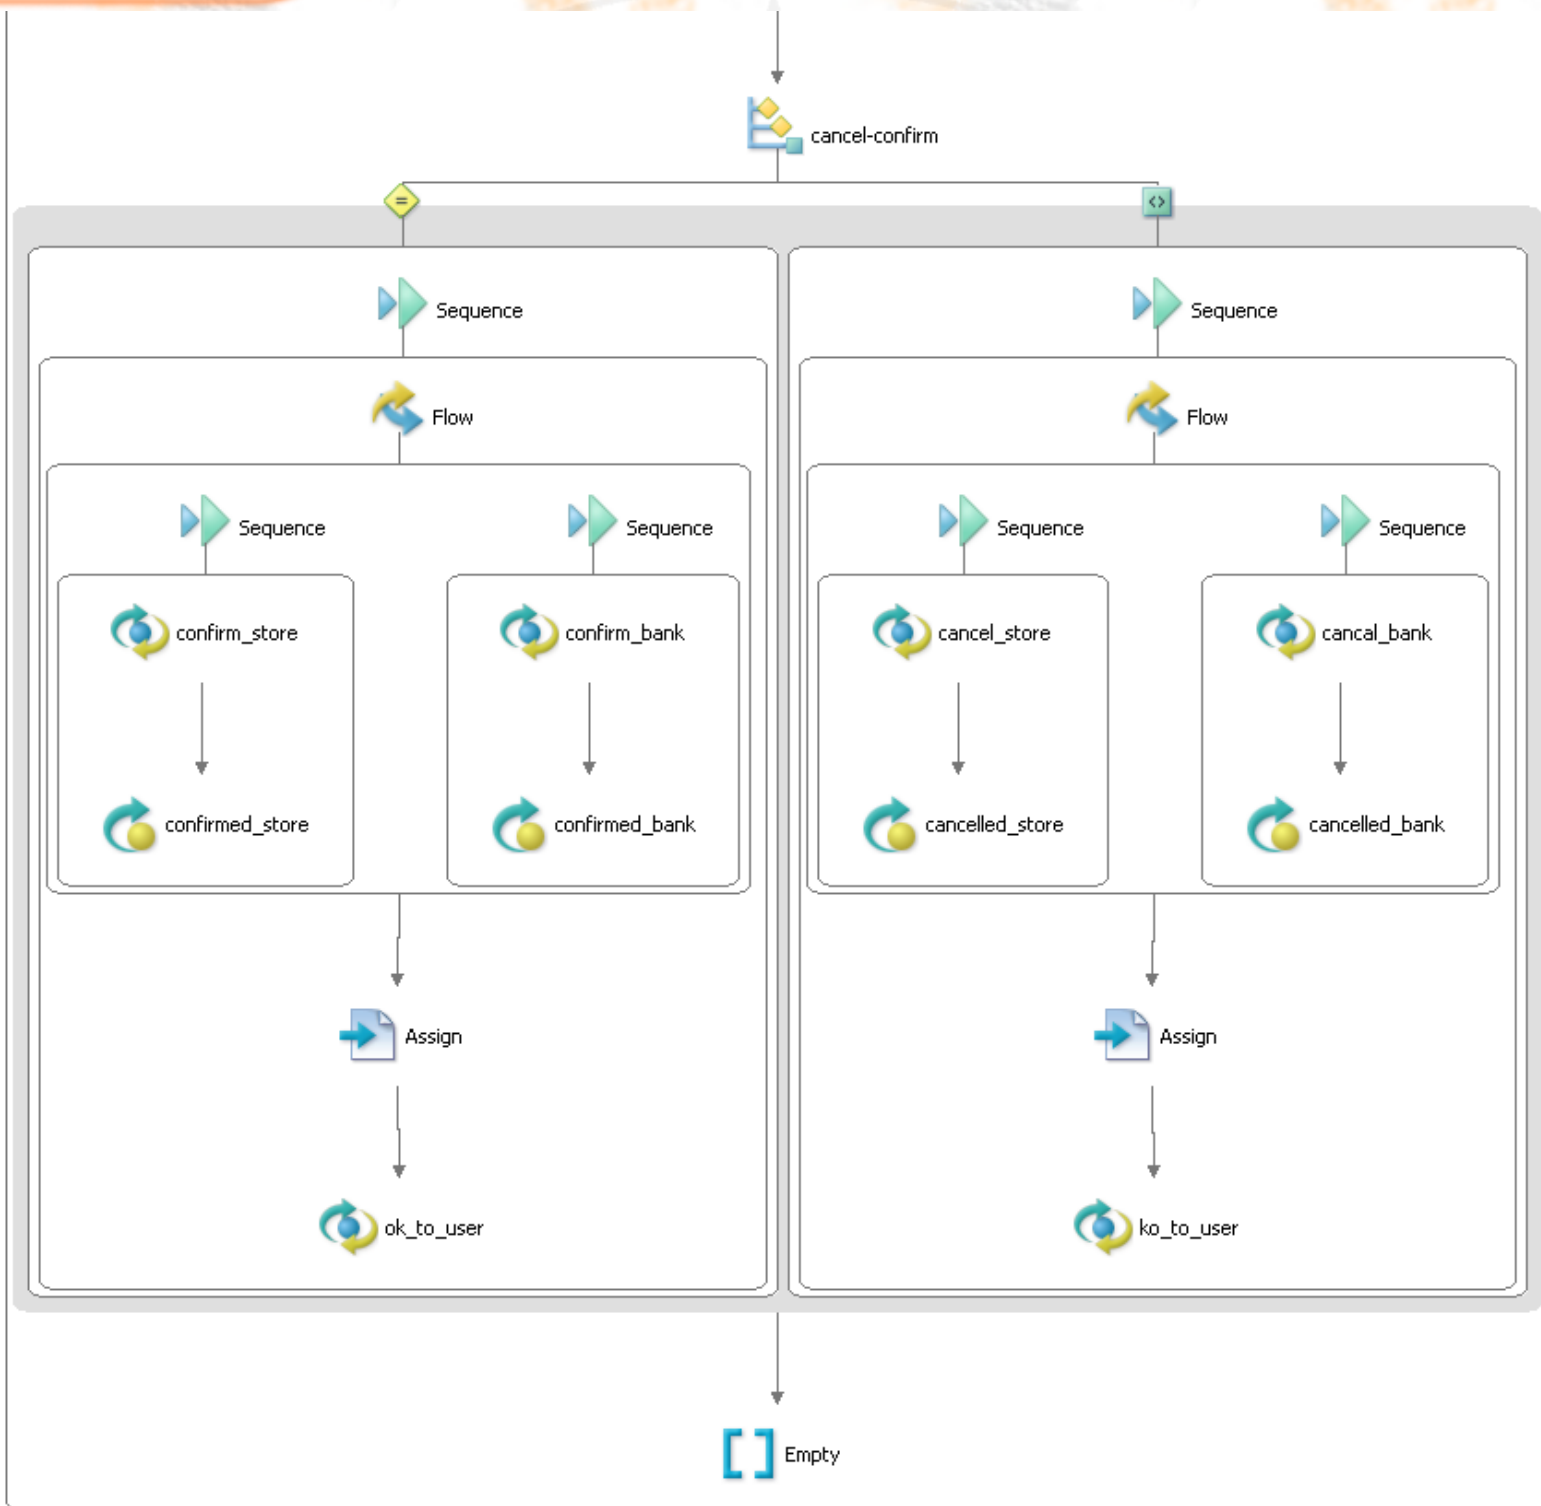 cancel-confirm
=
<>
Sequence
Sequence
Flow
Flow
Sequence
Sequence
Sequence
Sequence
confirm_store
confirm_bank
cancel_store
cancal_bank
confirmed_store
confirmed_bank
cancelled_store
cancelled_bank
Assign
Assign
ok_to_user
ko_to_user
Empty